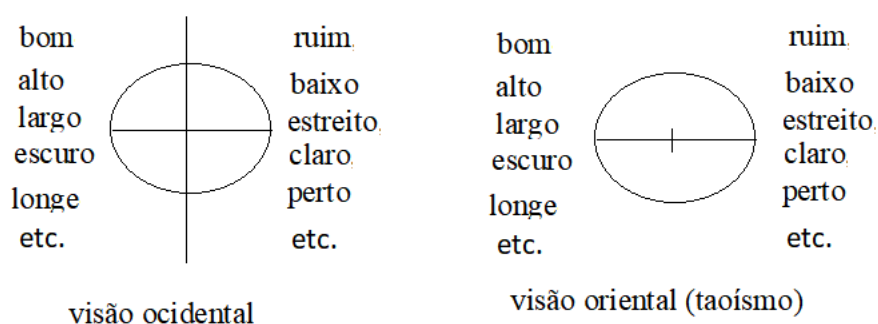 bom
alto
largo
escuro
longe
etc.
ruim,
baixo
estreito,
claro,
perto
etc.
visão ocidental
bom
alto
largo
escuro
longe
etc.
ruim,
baixo
estreito,
claro,
perto
etc.
visão oriental (taoísmo)